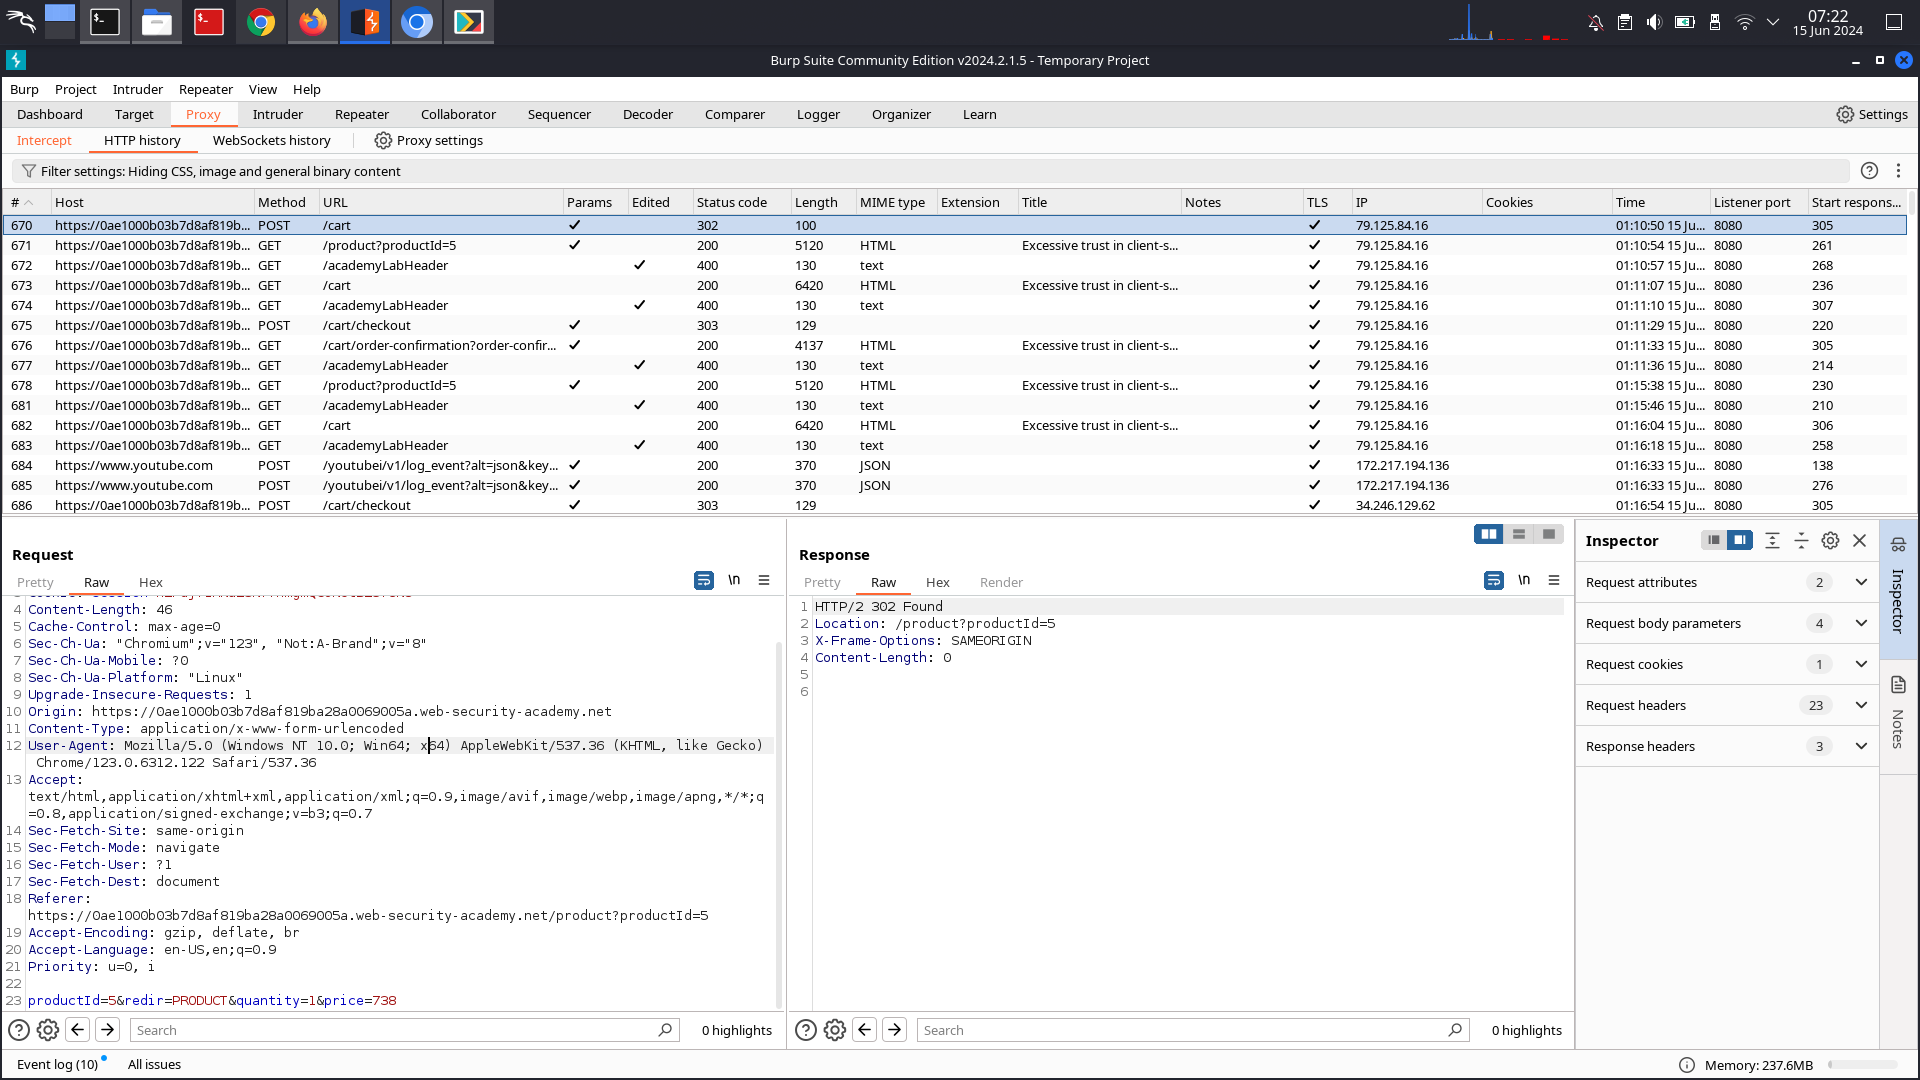 07:22
15 Jun 2024
Burp Suite Community Edition v2024.2.1.5 - Temporary Project
Burp Project Intruder Repeater View Help
Dashboard Target Proxy Intruder Repeater Collaborator Sequencer Decoder Comparer Logger Organizer Learn Settings
Intercept HTTP history WebSockets history Proxy settings
Filter settings: Hiding CSS, image and general binary content
# Host Method URL Params Edited Status code Length MIME type Extension Title Notes TLS IP Cookies Time Listener port Start respons...
670 https://0ae1000b03b7d8af819b... POST /cart ✓ 302 100 ✓ 79.125.84.16 01:10:50 15 Ju... 8080 305
671 https://0ae1000b03b7d8af819b... GET /product?productId=5 ✓ 200 5120 HTML Excessive trust in client-s... ✓ 79.125.84.16 01:10:54 15 Ju... 8080 261
672 https://0ae1000b03b7d8af819b... GET /academyLabHeader ✓ 400 130 text ✓ 79.125.84.16 01:10:57 15 Ju... 8080 268
673 https://0ae1000b03b7d8af819b... GET /cart 200 6420 HTML Excessive trust in client-s... ✓ 79.125.84.16 01:11:07 15 Ju... 8080 236
674 https://0ae1000b03b7d8af819b... GET /academyLabHeader ✓ 400 130 text ✓ 79.125.84.16 01:11:10 15 Ju... 8080 307
675 https://0ae1000b03b7d8af819b... POST /cart/checkout ✓ 303 129 ✓ 79.125.84.16 01:11:29 15 Ju... 8080 220
676 https://0ae1000b03b7d8af819b... GET /cart/order-confirmation?order-confir... ✓ 200 4137 HTML Excessive trust in client-s... ✓ 79.125.84.16 01:11:33 15 Ju... 8080 305
677 https://0ae1000b03b7d8af819b... GET /academyLabHeader ✓ 400 130 text ✓ 79.125.84.16 01:11:36 15 Ju... 8080 214
678 https://0ae1000b03b7d8af819b... GET /product?productId=5 ✓ 200 5120 HTML Excessive trust in client-s... ✓ 79.125.84.16 01:15:38 15 Ju... 8080 230
681 https://0ae1000b03b7d8af819b... GET /academyLabHeader ✓ 400 130 text ✓ 79.125.84.16 01:15:46 15 Ju... 8080 210
682 https://0ae1000b03b7d8af819b... GET /cart 200 6420 HTML Excessive trust in client-s... ✓ 79.125.84.16 01:16:04 15 Ju... 8080 306
683 https://0ae1000b03b7d8af819b... GET /academyLabHeader ✓ 400 130 text ✓ 79.125.84.16 01:16:18 15 Ju... 8080 258
684 https://www.youtube.com POST /youtubei/v1/log_event?alt=json&key... ✓ 200 370 JSON ✓ 172.217.194.136 01:16:33 15 Ju... 8080 138
685 https://www.youtube.com POST /youtubei/v1/log_event?alt=json&key... ✓ 200 370 JSON ✓ 172.217.194.136 01:16:33 15 Ju... 8080 276
686 https://0ae1000b03b7d8af819b... POST /cart/checkout ✓ 303 129 ✓ 34.246.129.62 01:16:54 15 Ju... 8080 305
Request
Pretty Raw Hex \n
4 Content-Length: 46
5 Cache-Control: max-age=0
6 Sec-Ch-Ua: "Chromium";v="123", "Not:A-Brand";v="8"
7 Sec-Ch-Ua-Mobile: ?0
8 Sec-Ch-Ua-Platform: "Linux"
9 Upgrade-Insecure-Requests: 1
10 Origin: https://0ae1000b03b7d8af819ba28a0069005a.web-security-academy.net
11 Content-Type: application/x-www-form-urlencoded
12 User-Agent: Mozilla/5.0 (Windows NT 10.0; Win64; x64) AppleWebKit/537.36 (KHTML, like Gecko)
Chrome/123.0.6312.122 Safari/537.36
13 Accept:
text/html,application/xhtml+xml,application/xml;q=0.9,image/avif,image/webp,image/apng,*/*;q
=0.8,application/signed-exchange;v=b3;q=0.7
14 Sec-Fetch-Site: same-origin
15 Sec-Fetch-Mode: navigate
16 Sec-Fetch-User: ?1
17 Sec-Fetch-Dest: document
18 Referer:
https://0ae1000b03b7d8af819ba28a0069005a.web-security-academy.net/product?productId=5
19 Accept-Encoding: gzip, deflate, br
20 Accept-Language: en-US,en;q=0.9
21 Priority: u=0, i
22
23 productId=5&redir=PRODUCT&quantity=1&price=738
Search 0 highlights
Response
Pretty Raw Hex Render \n
1 HTTP/2 302 Found
2 Location: /product?productId=5
3 X-Frame-Options: SAMEORIGIN
4 Content-Length: 0
5
6
Search 0 highlights
Inspector
Request attributes 2
Request body parameters 4
Request cookies 1
Request headers 23
Response headers 3
Inspector
Notes
Event log (10) All issues Memory: 237.6MB